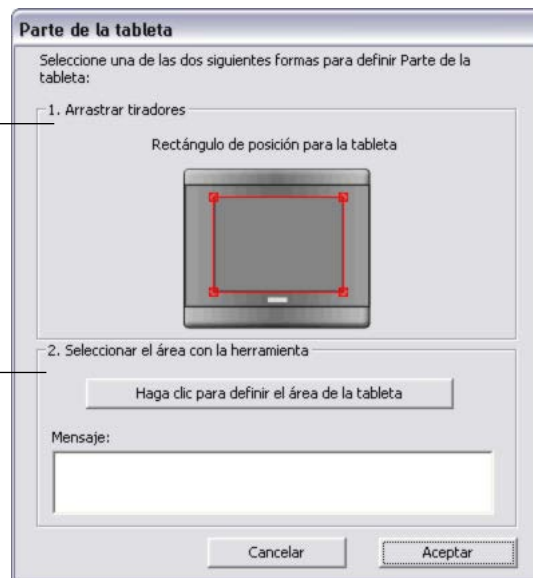 Parte de la tableta
Seleccione una de las dos siguientes formas para definir Parte de la
tableta:
1. Arrastrar tiradores
Rectángulo de posición para la tableta
2. Seleccionar el área con la herramienta
Haga clic para definir el área de la tableta
Mensaje:
Cancelar
Aceptar